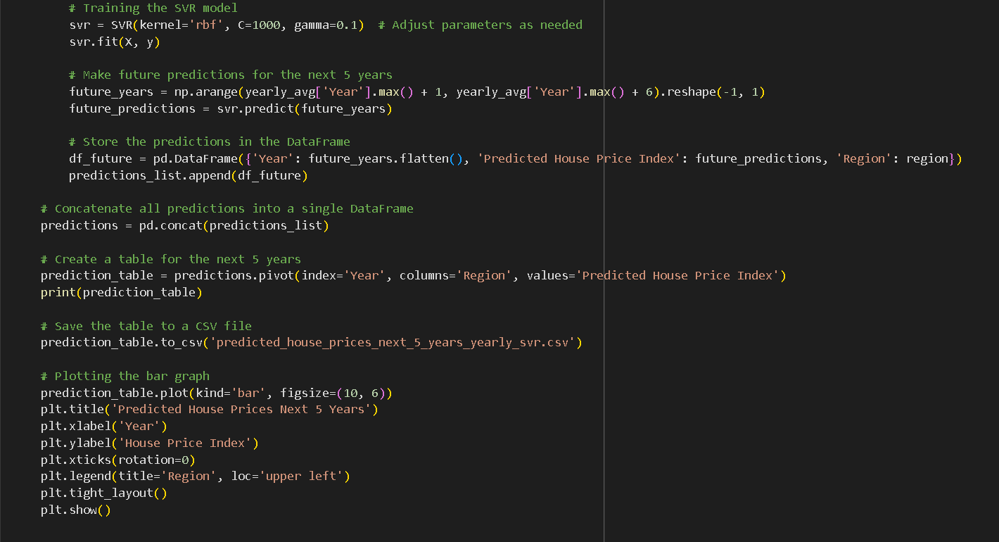 # Training the SVR model
svr = SVR(kernel='rbf', C=1000, gamma=0.1)  # Adjust parameters as needed
svr.fit(X, y)
# Make future predictions for the next 5 years
future_years = np.arange(yearly_avg['Year'].max() + 1, yearly_avg['Year'].max() + 6).reshape(-1, 1)
future_predictions = svr.predict(future_years)
# Store the predictions in the DataFrame
df_future = pd.DataFrame({'Year': future_years.flatten(), 'Predicted House Price Index': future_predictions, 'Region': region})
predictions_list.append(df_future)
# Concatenate all predictions into a single DataFrame
predictions = pd.concat(predictions_list)
# Create a table for the next 5 years
prediction_table = predictions.pivot(index='Year', columns='Region', values='Predicted House Price Index')
print(prediction_table)
# Save the table to a CSV file
prediction_table.to_csv('predicted_house_prices_next_5_years_yearly_svr.csv')
# Plotting the bar graph
prediction_table.plot(kind='bar', figsize=(10, 6))
plt.title('Predicted House Prices Next 5 Years')
plt.xlabel('Year')
plt.ylabel('House Price Index')
plt.xticks(rotation=0)
plt.legend(title='Region', loc='upper left')
plt.tight_layout()
plt.show()